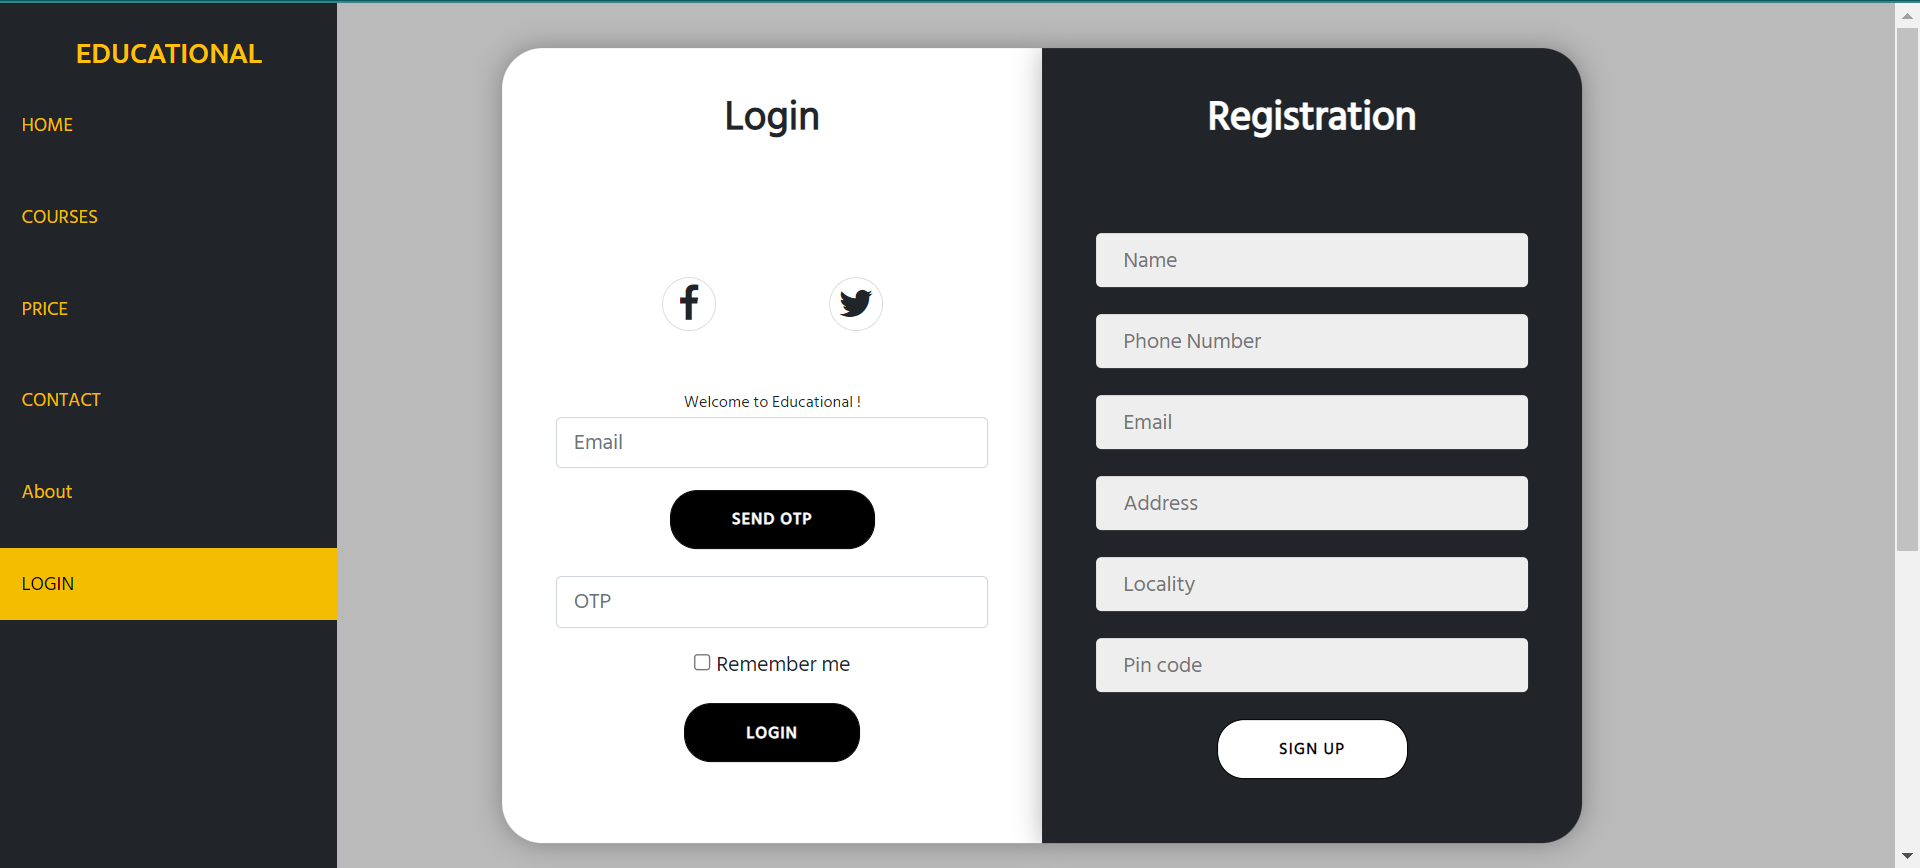 EDUCATIONAL
HOME
COURSES
PRICE
CONTACT
About
LOGIN
Login
Welcome to Educational !
Email
SEND OTP
OTP
Remember me
LOGIN
Registration
Name
Phone Number
Email
Address
Locality
Pin code
SIGN UP